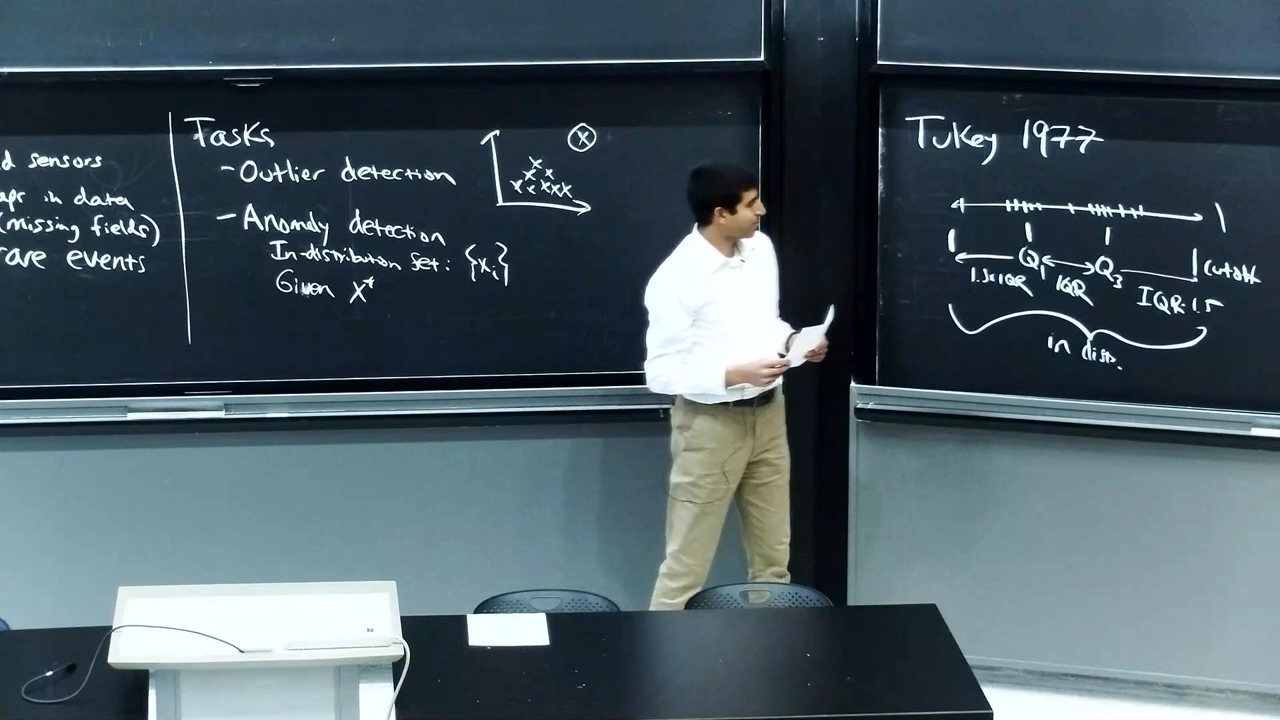 d sensors
aps in data
(missing fields)
rare events
Tasks
- Outlier detection
- Anomaly detection
In-distribution set: {xi}
Given x*
Tukey 1977
Q1 Q3 cutoff
1.5·IQR IQR IQR·1.5
in dist.